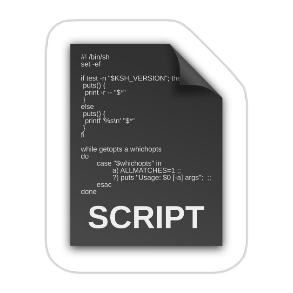 #! /bin/sh
set -ef
if test -n "$KSH_VERSION"; the
puts() {
print -r -- "$*"
}
else
puts() {
printf '%s\n' "$*"
}
fi
while getopts a whichopts
do
case "$whichopts" in
a) ALLMATCHES=1 ;;
?) puts "Usage: $0 [-a] args"; ;;
esac
done
SCRIPT